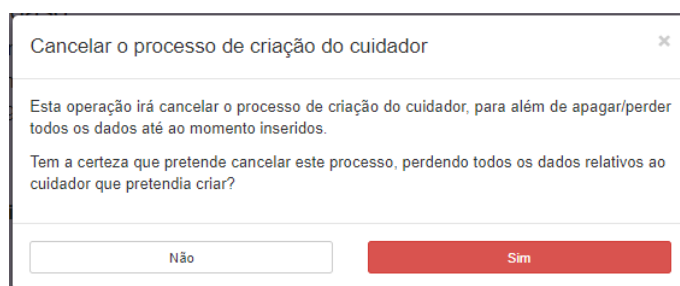 Cancelar o processo de criação do cuidador
×
Esta operação irá cancelar o processo de criação do cuidador, para além de apagar/perder
todos os dados até ao momento inseridos.
Tem a certeza que pretende cancelar este processo, perdendo todos os dados relativos ao
cuidador que pretendia criar?
Não
Sim